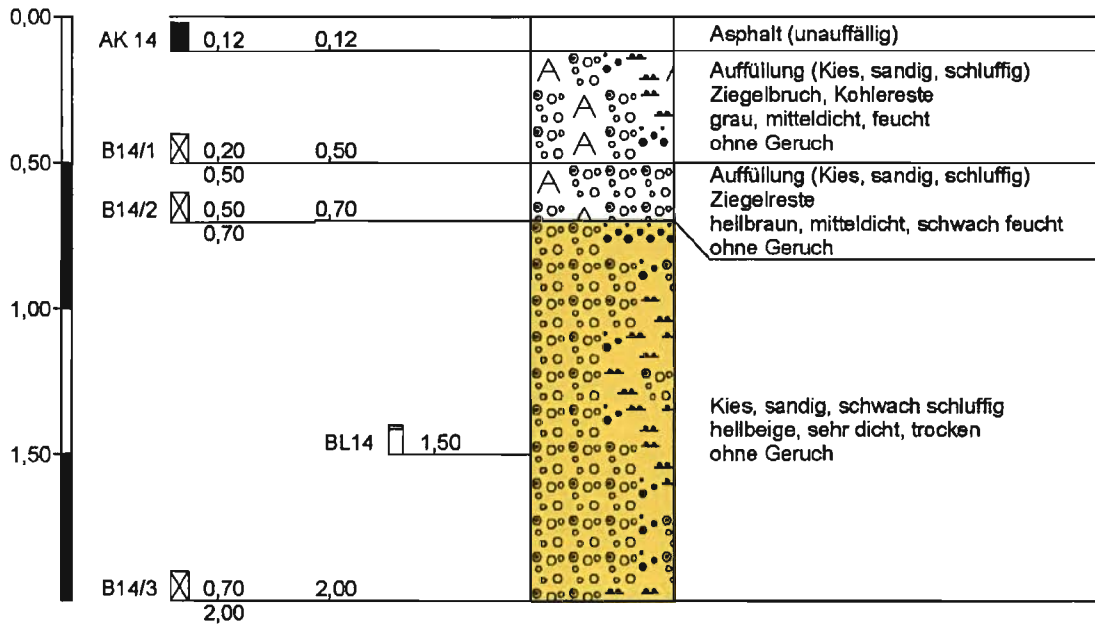 0,00
AK 14 0,12 0,12
Asphalt (unauffällig)
Auffüllung (Kies, sandig, schluffig)
Ziegelbruch, Kohlereste
grau, mitteldicht, feucht
ohne Geruch
A
A
A
A
B14/1 0,20 0,50
0,50
0,50
Auffüllung (Kies, sandig, schluffig)
Ziegelreste
hellbraun, mitteldicht, schwach feucht
ohne Geruch
A
A
B14/2 0,50 0,70
0,70
1,00
Kies, sandig, schwach schluffig
hellbeige, sehr dicht, trocken
ohne Geruch
BL14 1,50
1,50
B14/3 0,70 2,00
2,00